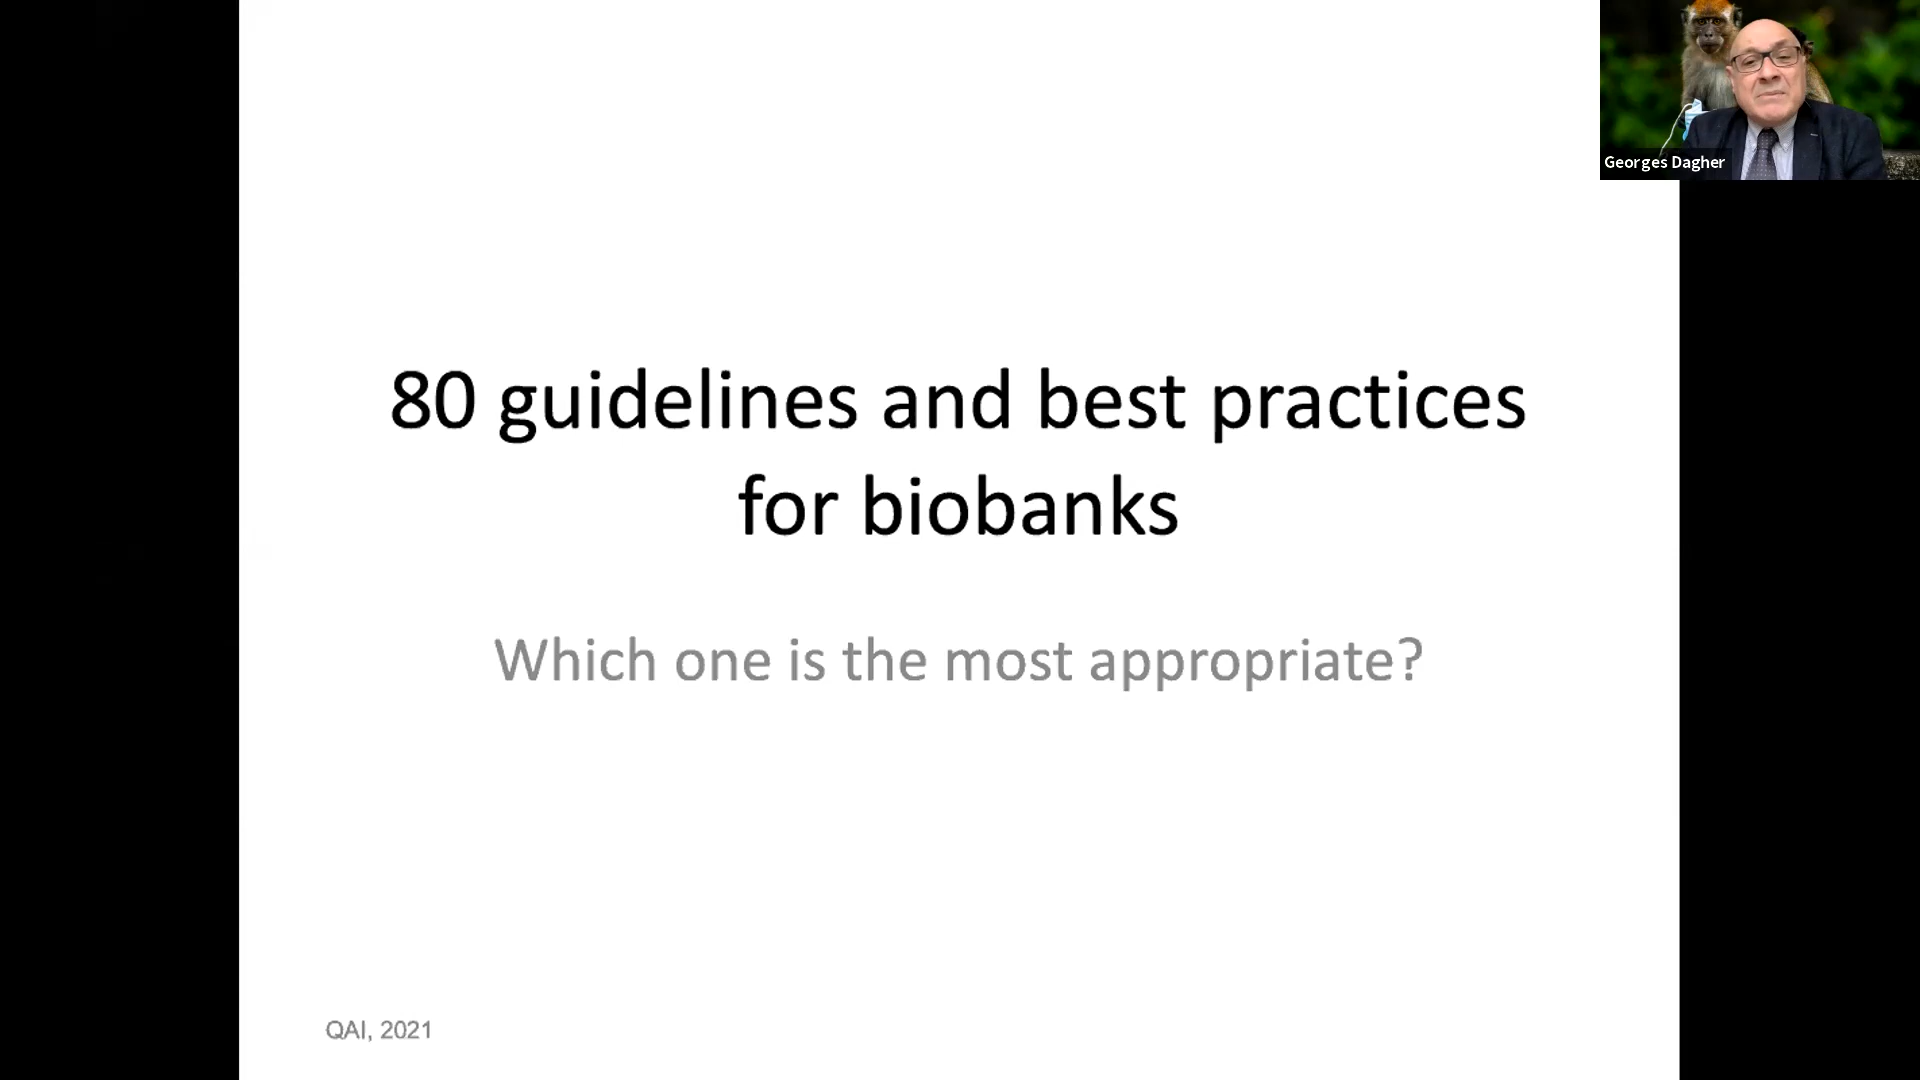 Georges Dagher
80 guidelines and best practices
for biobanks
Which one is the most appropriate?
QAI, 2021